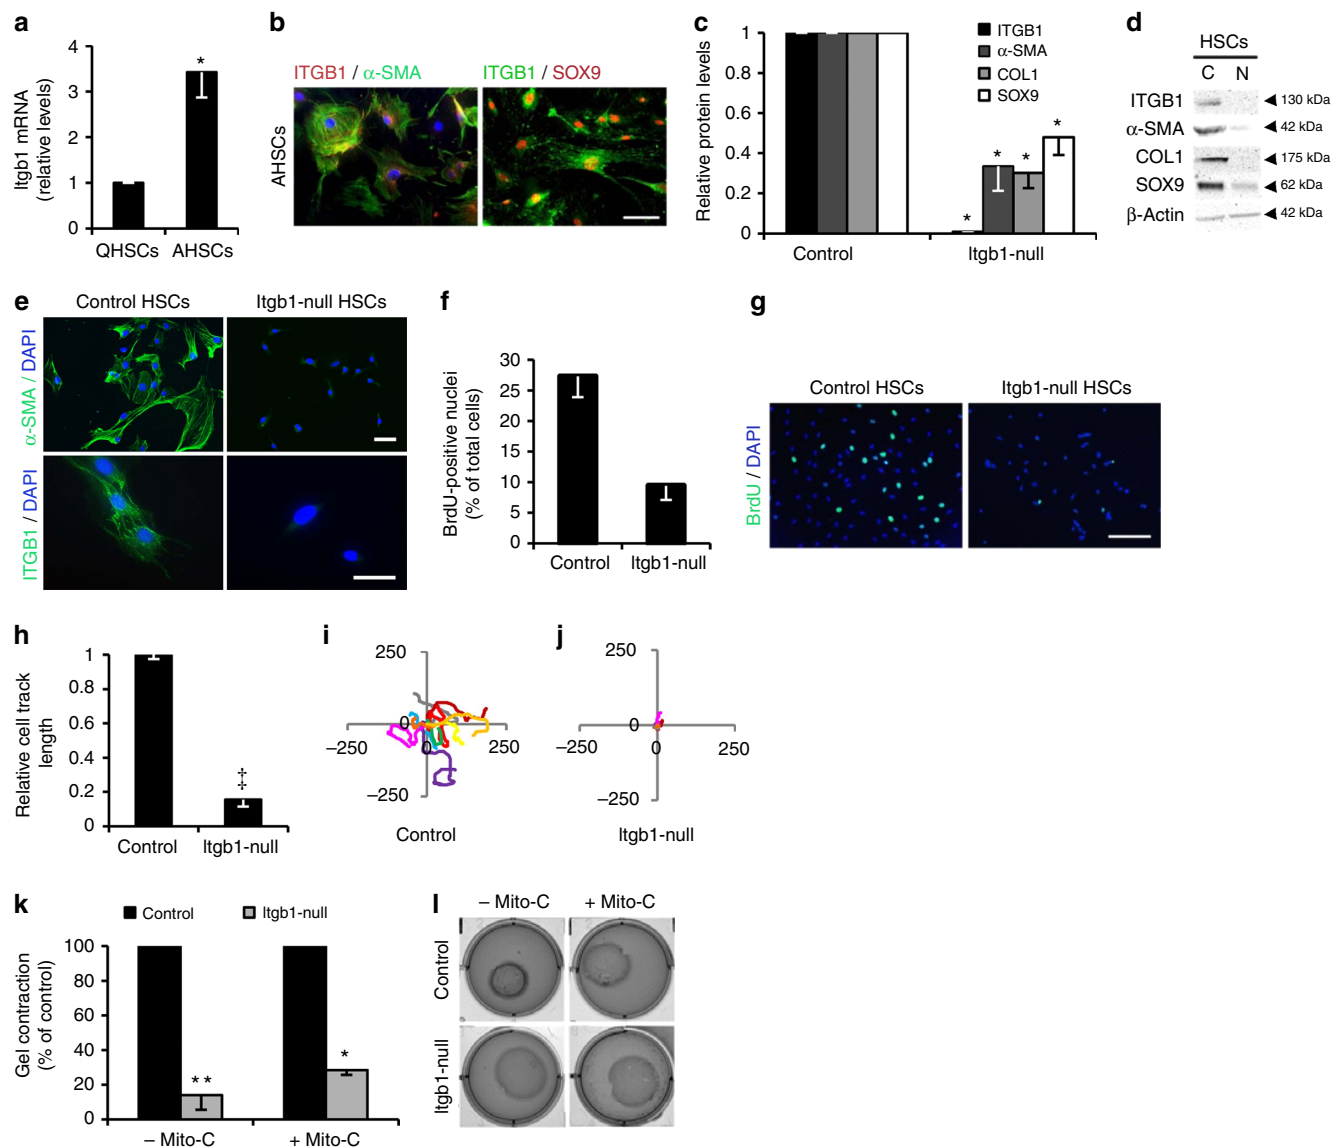 a
4
3
2
1
0
Itgb1 mRNA
(relative levels)
*
QHSCs
AHSCs
b
ITGB1 / α-SMA
ITGB1 / SOX9
AHSCs
c
1
0.8
0.6
0.4
0.2
0
Relative protein levels
ITGB1
α-SMA
COL1
SOX9
*
*
*
*
Control
Itgb1-null
d
HSCs
C N
ITGB1 ◀ 130 kDa
α-SMA ◀ 42 kDa
COL1 ◀ 175 kDa
SOX9 ◀ 62 kDa
β-Actin ◀ 42 kDa
e
Control HSCs
Itgb1-null HSCs
α-SMA / DAPI
ITGB1 / DAPI
f
30
25
20
15
10
5
0
BrdU-positive nuclei
(% of total cells)
Control
Itgb1-null
g
Control HSCs
Itgb1-null HSCs
BrdU / DAPI
h
1
0.8
0.6
0.4
0.2
0
Relative cell track
length
‡
Control
Itgb1-null
i
250
0
–250
0
250
–250
Control
j
250
0
–250
0
250
–250
Itgb1-null
k
Control
Itgb1-null
100
80
60
40
20
0
Gel contraction
(% of control)
**
*
– Mito-C
+ Mito-C
l
– Mito-C
+ Mito-C
Control
Itgb1-null